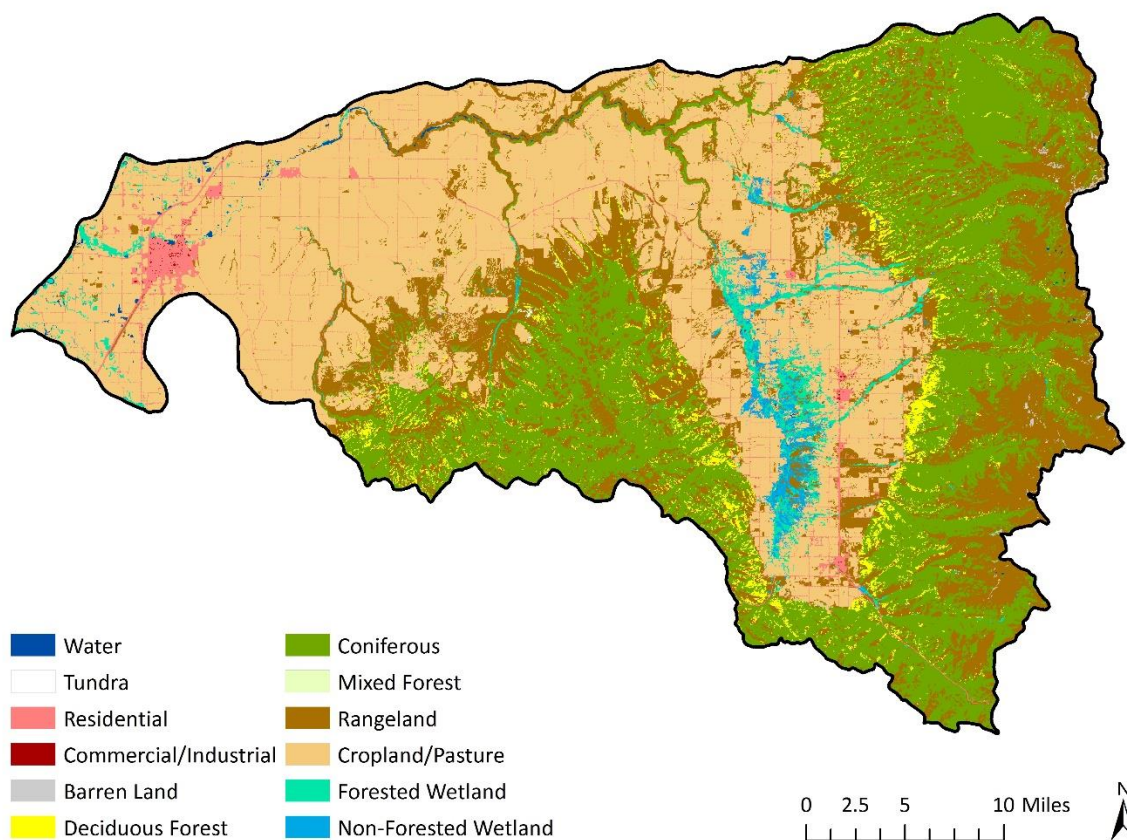 Water
Tundra
Residential
Commercial/Industrial
Barren Land
Deciduous Forest
Coniferous
Mixed Forest
Rangeland
Cropland/Pasture
Forested Wetland
Non-Forested Wetland
0 2.5 5 10 Miles
N